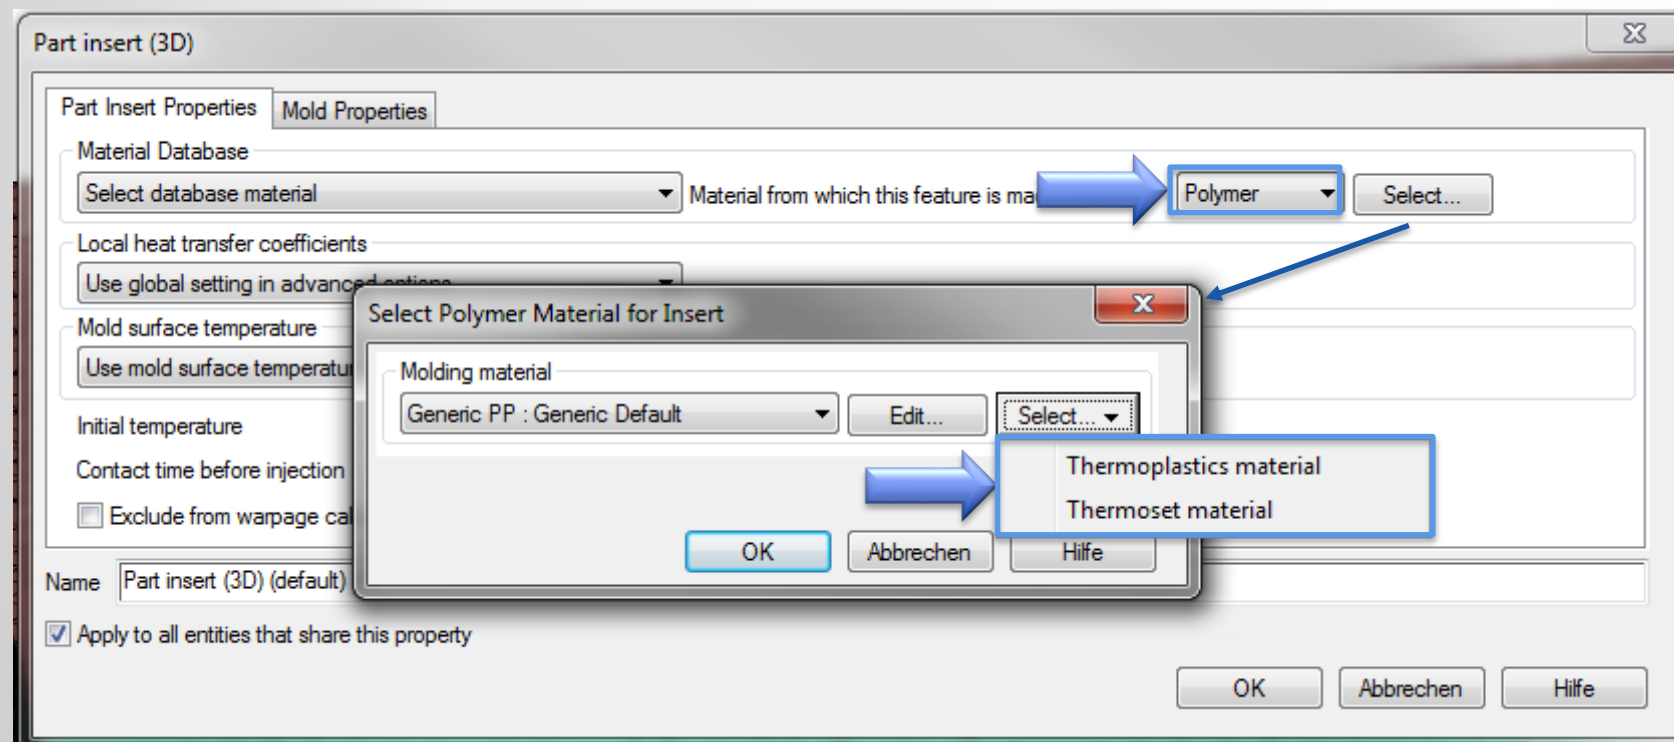 Part insert (3D)
Part Insert Properties Mold Properties
Material Database
Select database material Material from which this feature is Polymer Select...
Local heat transfer coefficients
Use global setting in advanced options
Select Polymer Material for Insert
Mold surface temperature
Use mold surface
Molding material
Generic PP : Generic Default Edit... Select...
Initial temperature
Thermoplastics material
Contact time before injection
Thermoset material
Exclude from warpage
OK Abbrechen Hilfe
Name Part insert (3D) (default)
Apply to all entities that share this property
OK Abbrechen Hilfe